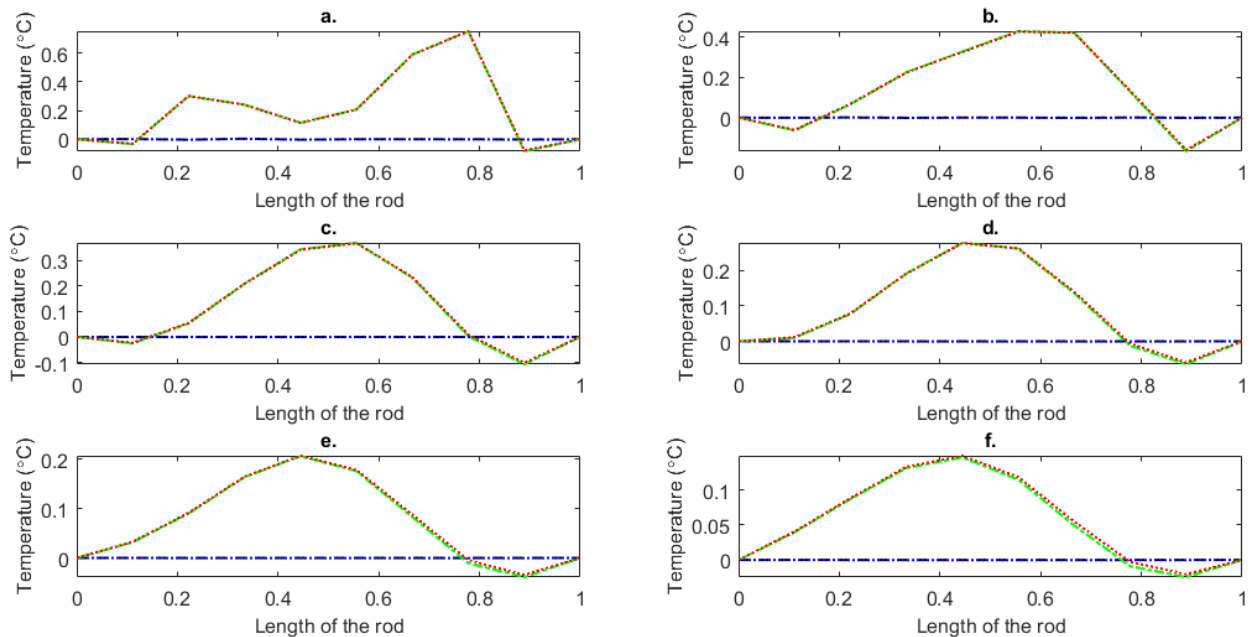 a.
Temperature (°C)
0.6
0.4
0.2
0
0 0.2 0.4 0.6 0.8 1
Length of the rod
b.
Temperature (°C)
0.4
0.2
0
0 0.2 0.4 0.6 0.8 1
Length of the rod
c.
Temperature (°C)
0.3
0.2
0.1
0
-0.1
0 0.2 0.4 0.6 0.8 1
Length of the rod
d.
Temperature (°C)
0.2
0.1
0
0 0.2 0.4 0.6 0.8 1
Length of the rod
e.
Temperature (°C)
0.2
0.1
0
0 0.2 0.4 0.6 0.8 1
Length of the rod
f.
Temperature (°C)
0.1
0.05
0
0 0.2 0.4 0.6 0.8 1
Length of the rod